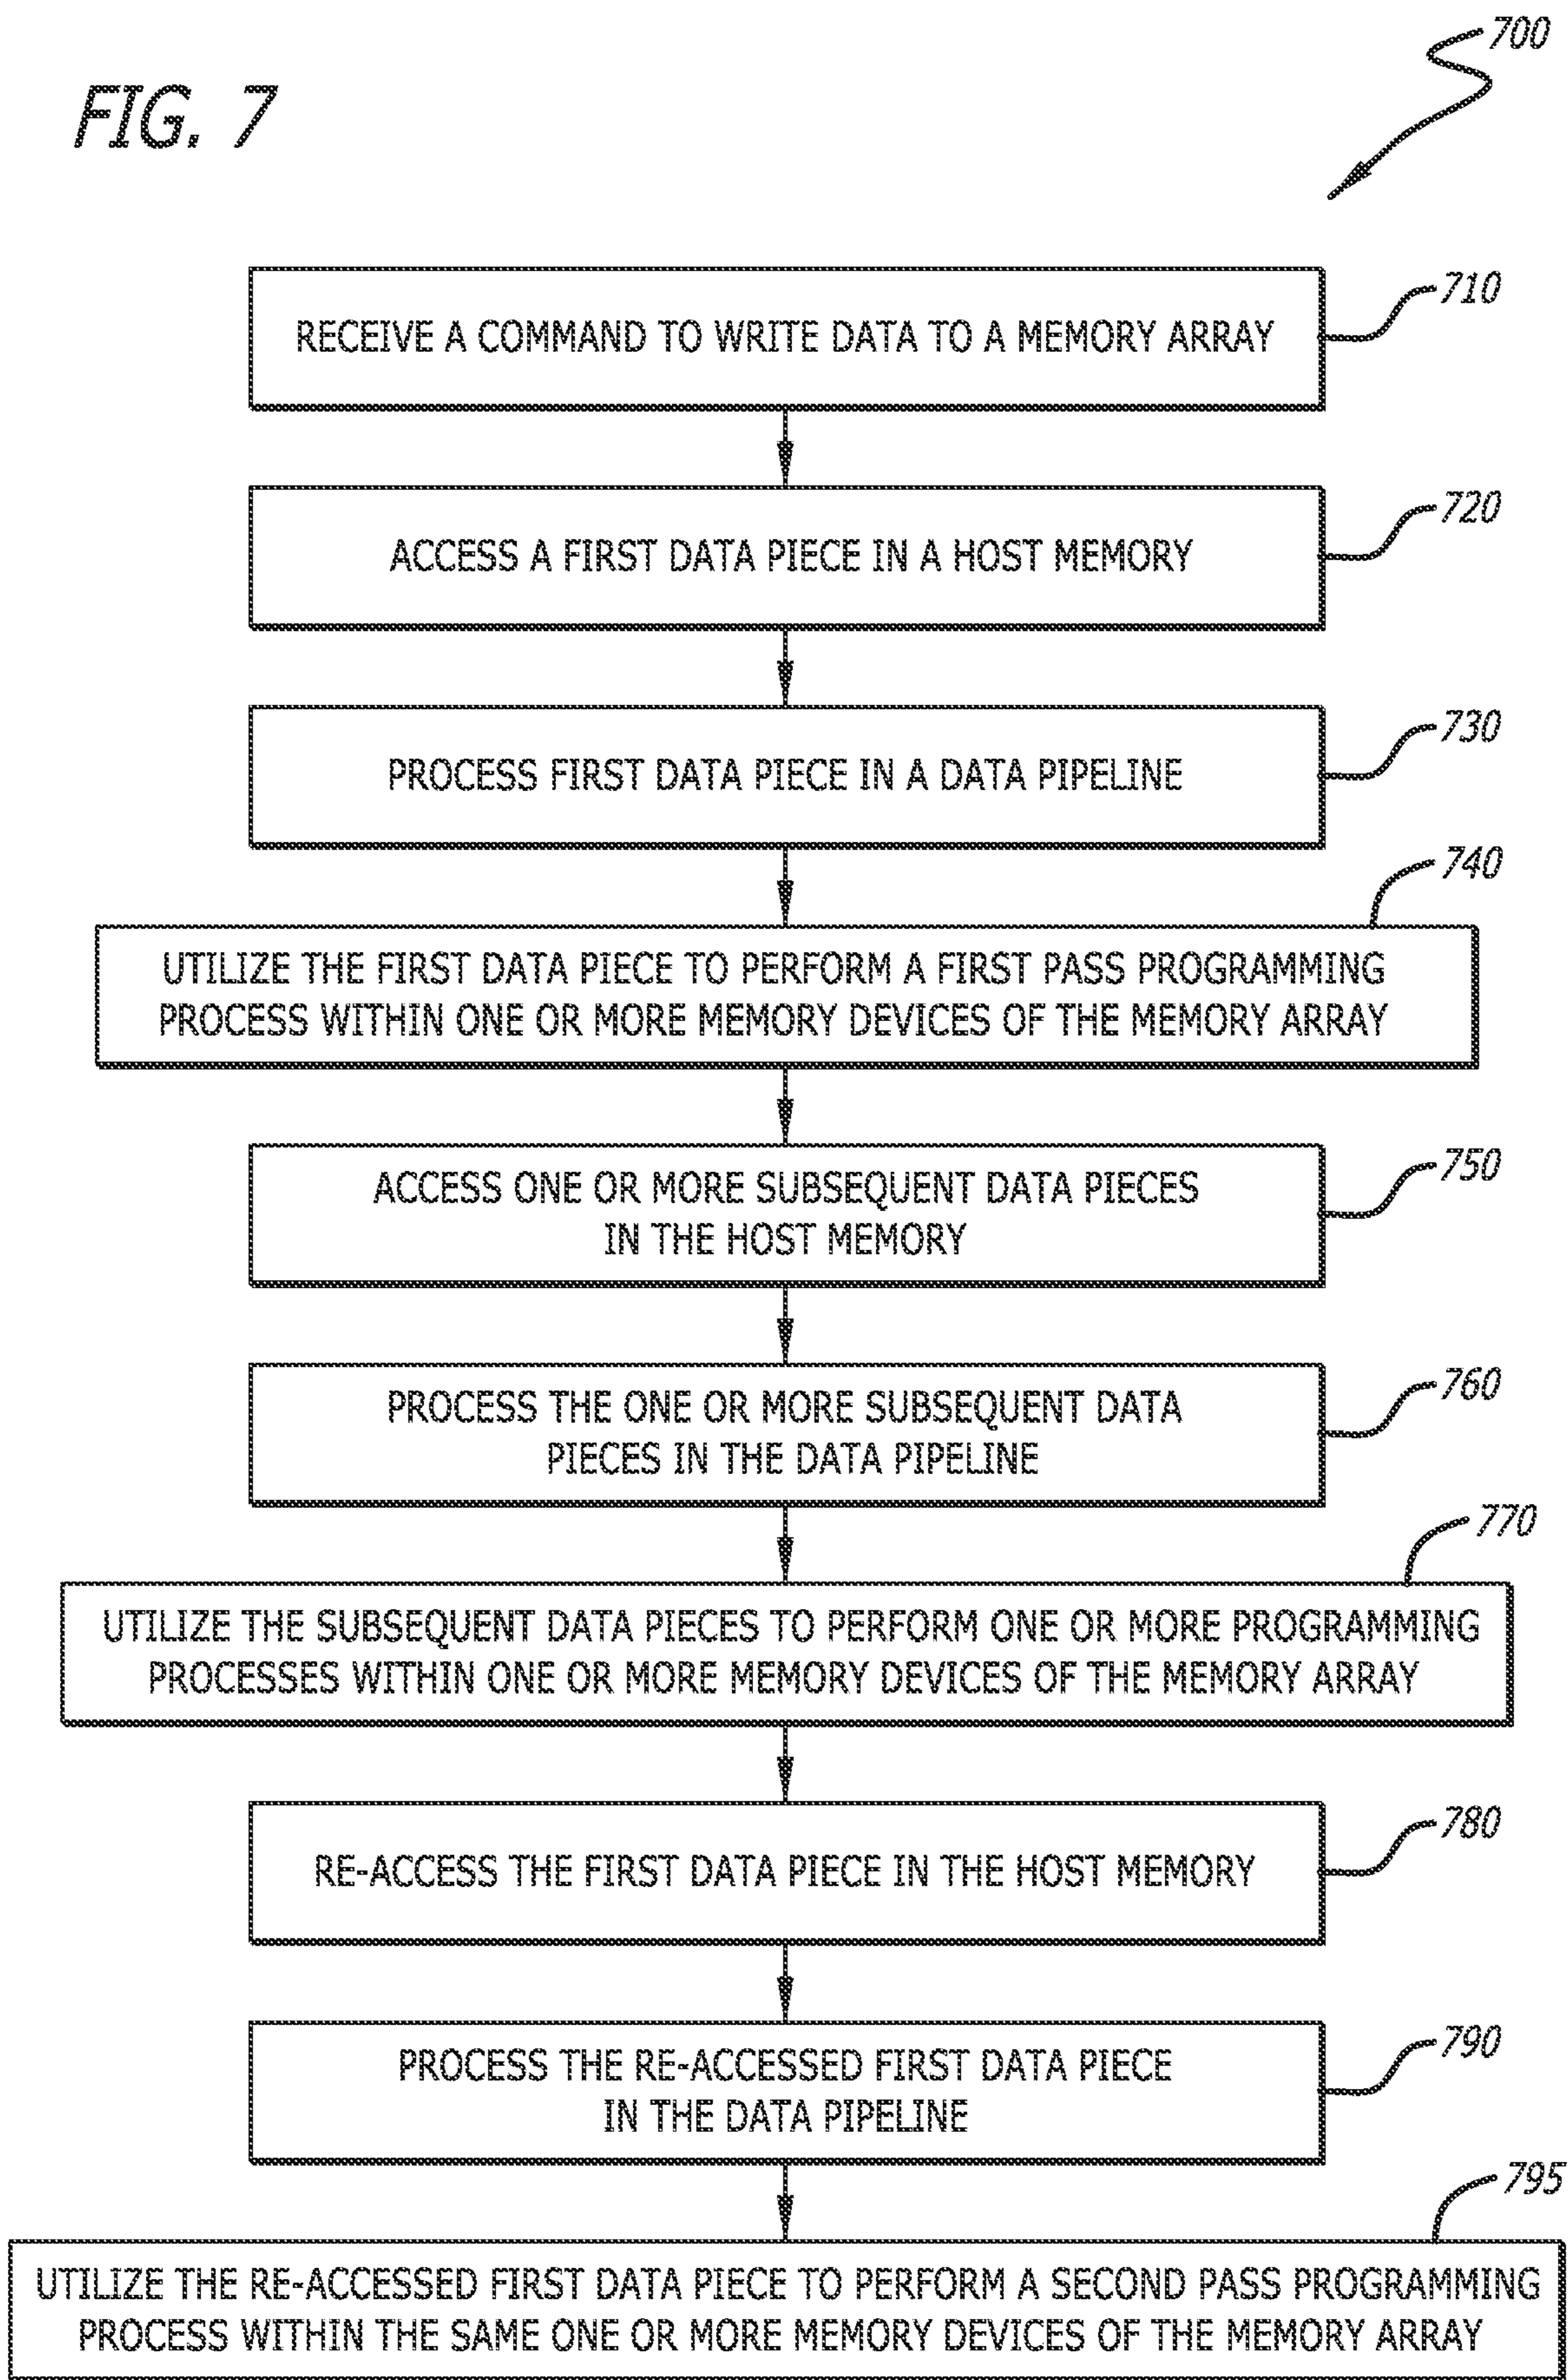 700
FIG. 7
710
RECEIVE A COMMAND TO WRITE DATA TO A MEMORY ARRAY
720
ACCESS A FIRST DATA PIECE IN A HOST MEMORY
730
PROCESS FIRST DATA PIECE IN A DATA PIPELINE
740
UTILIZE THE FIRST DATA PIECE TO PERFORM A FIRST PASS PROGRAMMING
PROCESS WITHIN ONE OR MORE MEMORY DEVICES OF THE MEMORY ARRAY
750
ACCESS ONE OR MORE SUBSEQUENT DATA PIECES
IN THE HOST MEMORY
760
PROCESS THE ONE OR MORE SUBSEQUENT DATA
PIECES IN THE DATA PIPELINE
770
UTILIZE THE SUBSEQUENT DATA PIECES TO PERFORM ONE OR MORE PROGRAMMING
PROCESSES WITHIN ONE OR MORE MEMORY DEVICES OF THE MEMORY ARRAY
780
RE-ACCESS THE FIRST DATA PIECE IN THE HOST MEMORY
790
PROCESS THE RE-ACCESSED FIRST DATA PIECE
IN THE DATA PIPELINE
795
UTILIZE THE RE-ACCESSED FIRST DATA PIECE TO PERFORM A SECOND PASS PROGRAMMING
PROCESS WITHIN THE SAME ONE OR MORE MEMORY DEVICES OF THE MEMORY ARRAY